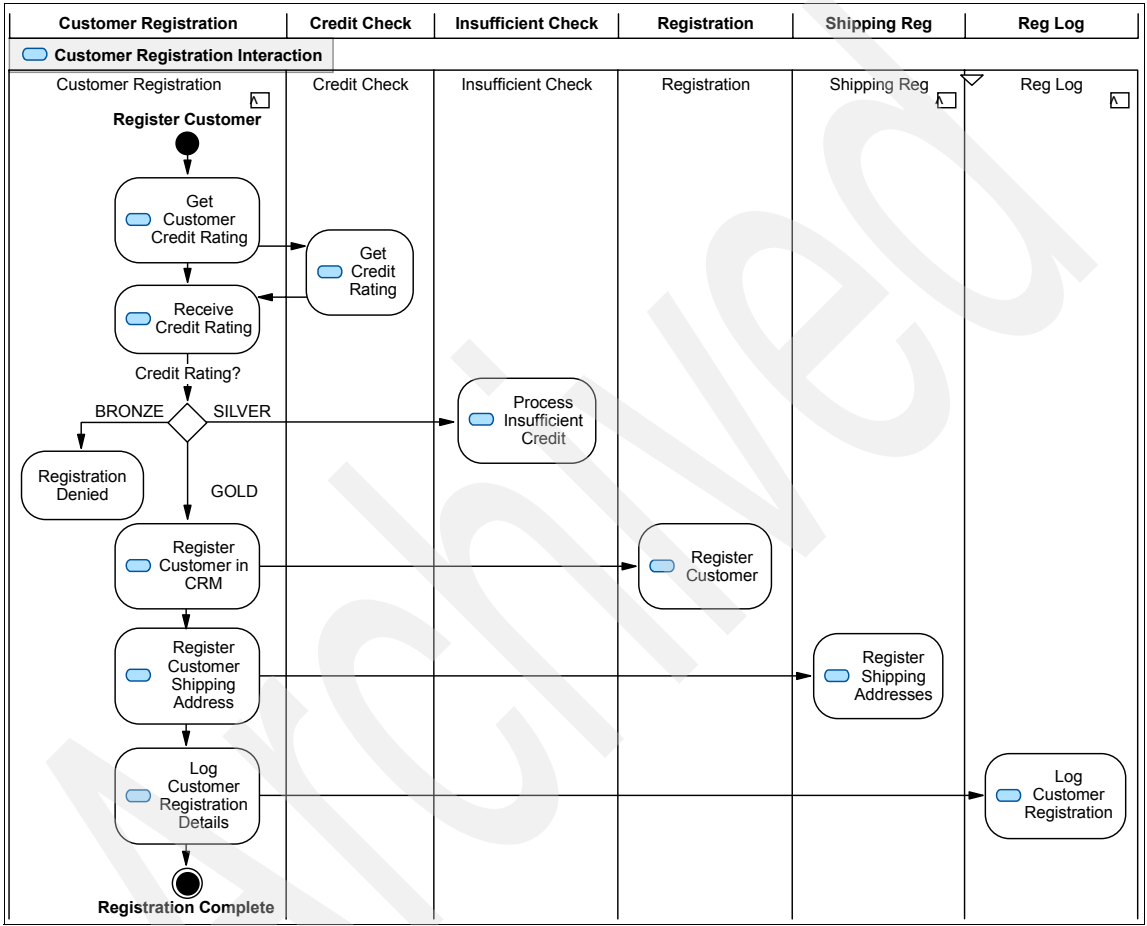 Customer Registration
Credit Check
Insufficient Check
Registration
Shipping Reg
Reg Log
Customer Registration Interaction
Customer Registration
Credit Check
Insufficient Check
Registration
Shipping Reg
Reg Log
Register Customer
Get
Customer
Credit Rating
Get
Credit
Rating
Receive
Credit Rating
Credit Rating?
BRONZE
SILVER
Process
Insufficient
Credit
Registration
Denied
GOLD
Register
Customer in
CRM
Register
Customer
Register
Customer
Shipping
Address
Register
Shipping
Addresses
Log
Customer
Registration
Details
Log
Customer
Registration
Registration Complete
Archived